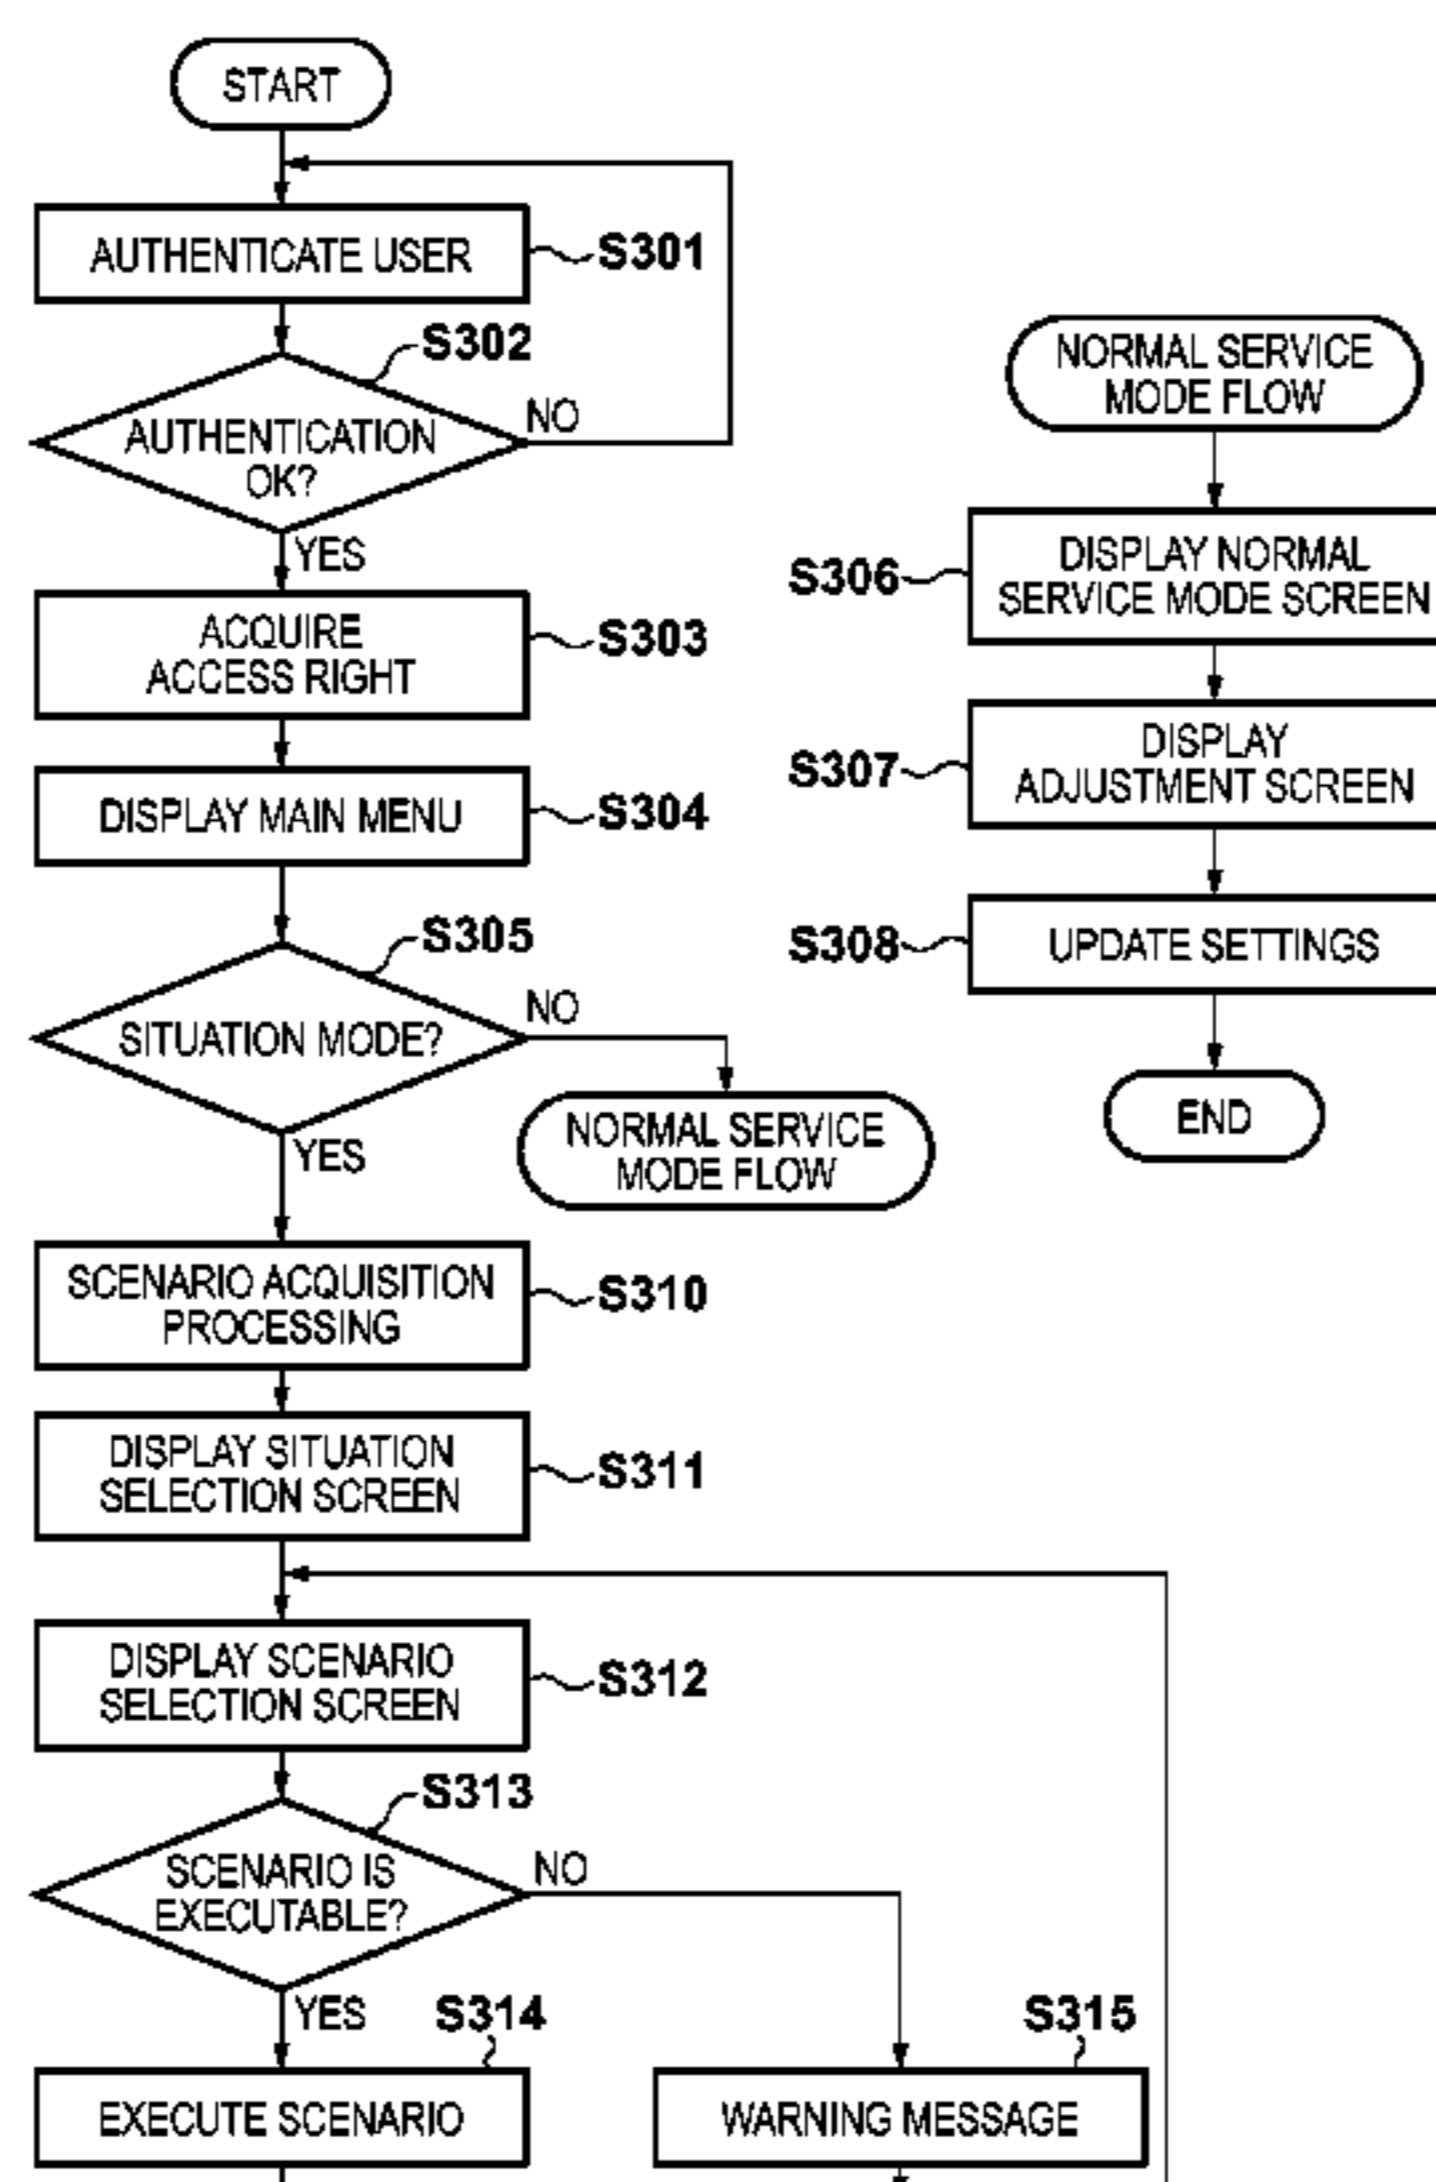 START
AUTHENTICATE USER
S301
S302
AUTHENTICATION
OK?
NO
YES
ACQUIRE
ACCESS RIGHT
S303
DISPLAY MAIN MENU
S304
S305
SITUATION MODE?
NO
NORMAL SERVICE
MODE FLOW
YES
SCENARIO ACQUISITION
PROCESSING
S310
DISPLAY SITUATION
SELECTION SCREEN
S311
DISPLAY SCENARIO
SELECTION SCREEN
S312
S313
SCENARIO IS
EXECUTABLE?
NO
YES
S314
EXECUTE SCENARIO
S315
WARNING MESSAGE
NORMAL SERVICE
MODE FLOW
S306
DISPLAY NORMAL
SERVICE MODE SCREEN
S307
DISPLAY
ADJUSTMENT SCREEN
S308
UPDATE SETTINGS
END